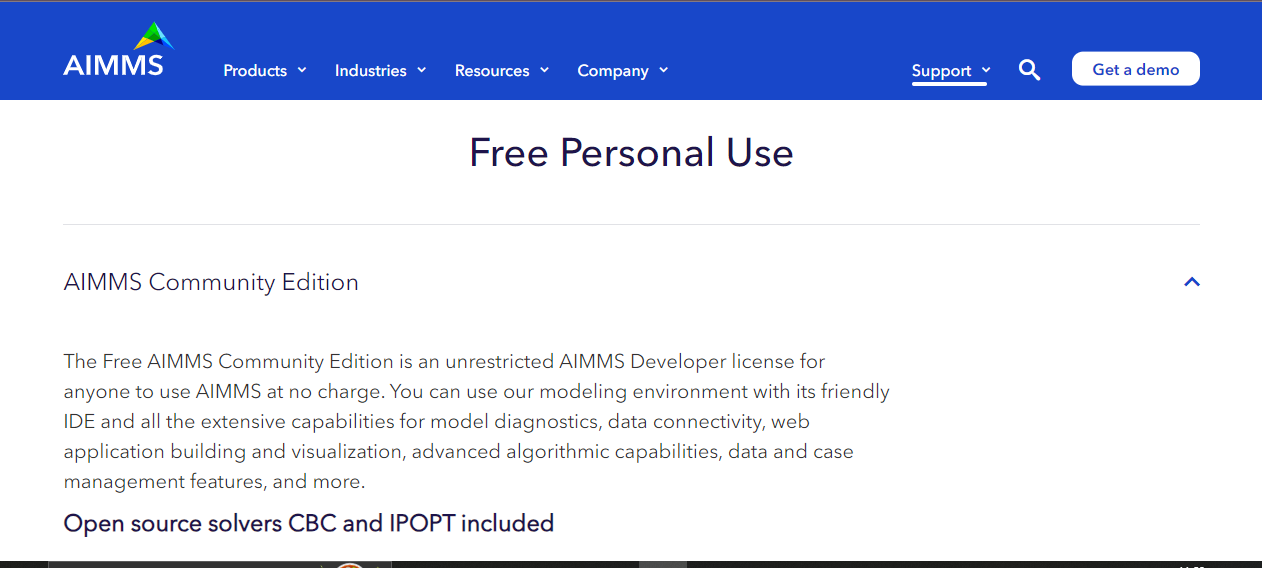 AIMMS
Products
Industries
Resources
Company
Support
Get a demo
Free Personal Use
AIMMS Community Edition
The Free AIMMS Community Edition is an unrestricted AIMMS Developer license for
anyone to use AIMMS at no charge. You can use our modeling environment with its friendly
IDE and all the extensive capabilities for model diagnostics, data connectivity, web
application building and visualization, advanced algorithmic capabilities, data and case
management features, and more.
Open source solvers CBC and IPOPT included